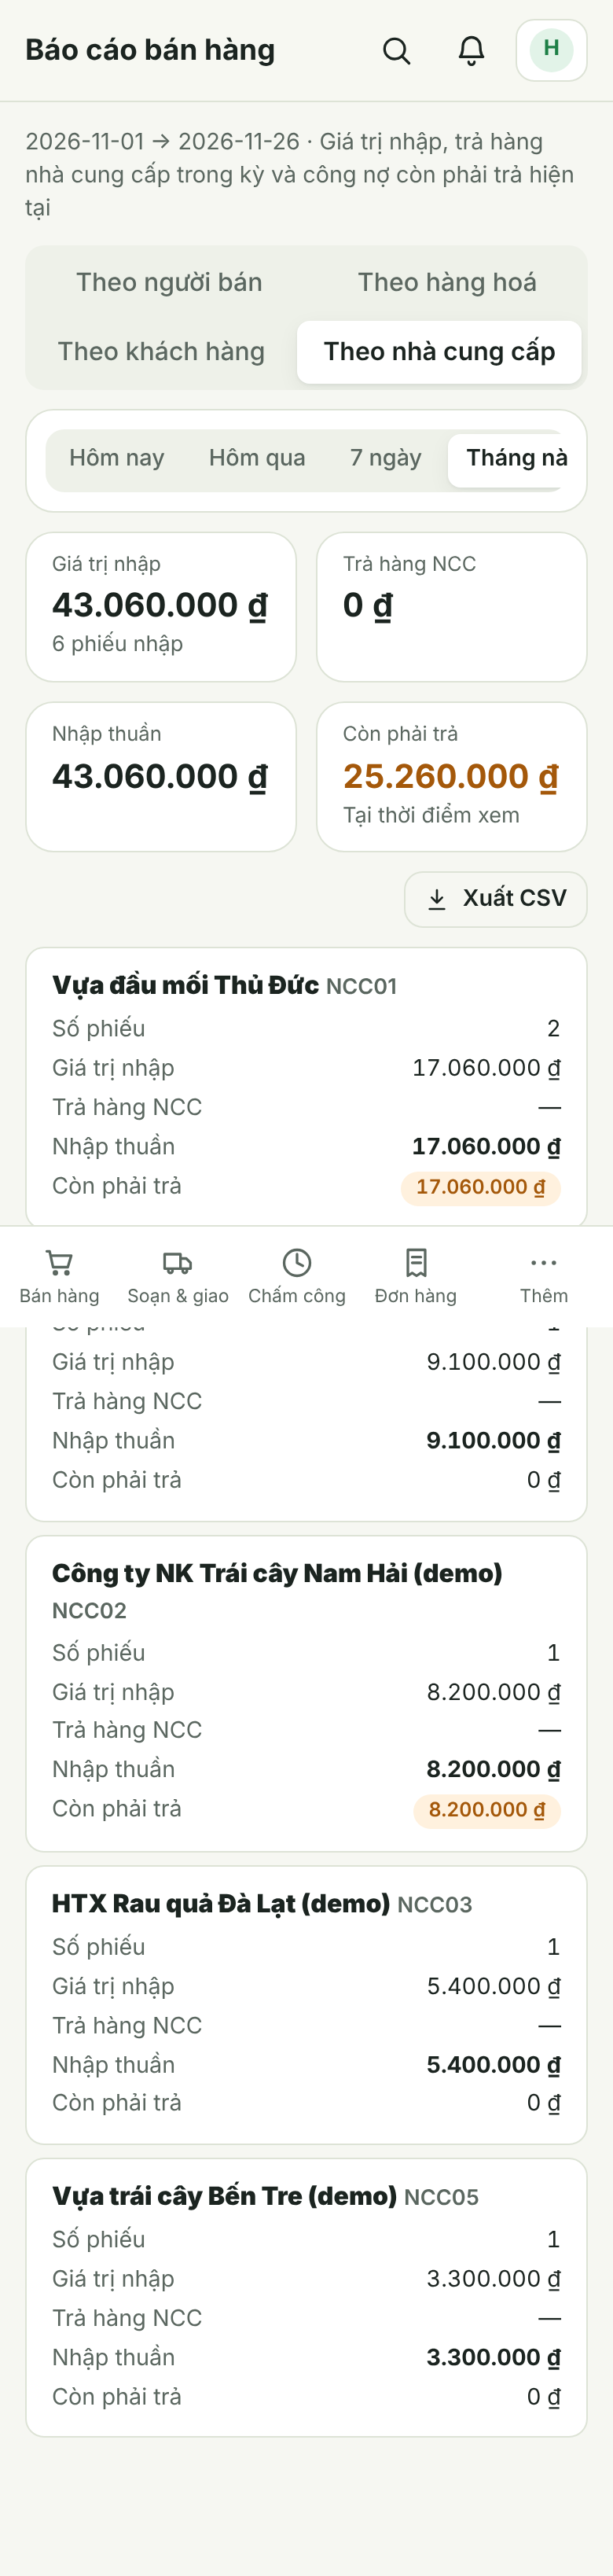 Báo cáo bán hàng
H
2026-11-01 → 2026-11-26 · Giá trị nhập, trả hàng
nhà cung cấp trong kỳ và công nợ còn phải trả hiện
tại
Theo người bán
Theo hàng hoá
Theo khách hàng
Theo nhà cung cấp
Hôm nay
Hôm qua
7 ngày
Tháng nà
Giá trị nhập
43.060.000 ₫
6 phiếu nhập
Trả hàng NCC
0 ₫
Nhập thuần
43.060.000 ₫
Còn phải trả
25.260.000 ₫
Tại thời điểm xem
Xuất CSV
Vựa đầu mối Thủ Đức NCC01
Số phiếu 2
Giá trị nhập 17.060.000 ₫
Trả hàng NCC —
Nhập thuần 17.060.000 ₫
Còn phải trả 17.060.000 ₫
Bán hàng
Soạn & giao
Chấm công
Đơn hàng
Thêm
Số phiếu 1
Giá trị nhập 9.100.000 ₫
Trả hàng NCC —
Nhập thuần 9.100.000 ₫
Còn phải trả 0 ₫
Công ty NK Trái cây Nam Hải (demo)
NCC02
Số phiếu 1
Giá trị nhập 8.200.000 ₫
Trả hàng NCC —
Nhập thuần 8.200.000 ₫
Còn phải trả 8.200.000 ₫
HTX Rau quả Đà Lạt (demo) NCC03
Số phiếu 1
Giá trị nhập 5.400.000 ₫
Trả hàng NCC —
Nhập thuần 5.400.000 ₫
Còn phải trả 0 ₫
Vựa trái cây Bến Tre (demo) NCC05
Số phiếu 1
Giá trị nhập 3.300.000 ₫
Trả hàng NCC —
Nhập thuần 3.300.000 ₫
Còn phải trả 0 ₫